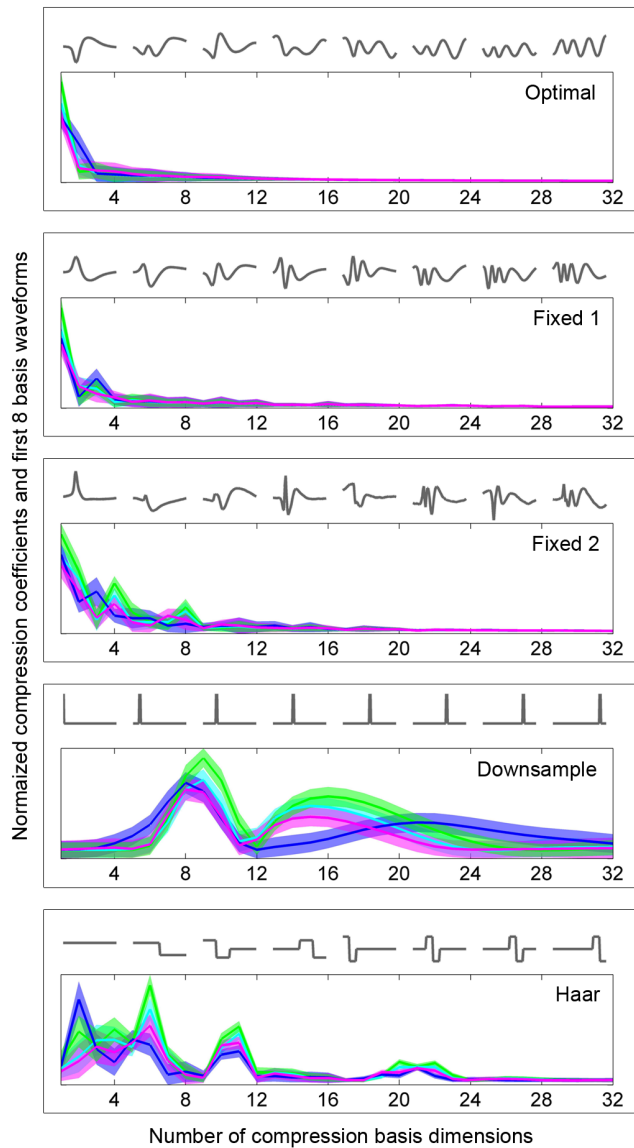 Normaized compression coefficients and first 8 basis waveforms
Optimal
4 8 12 16 20 24 28 32
Fixed 1
4 8 12 16 20 24 28 32
Fixed 2
4 8 12 16 20 24 28 32
Downsample
4 8 12 16 20 24 28 32
Haar
4 8 12 16 20 24 28 32
Number of compression basis dimensions